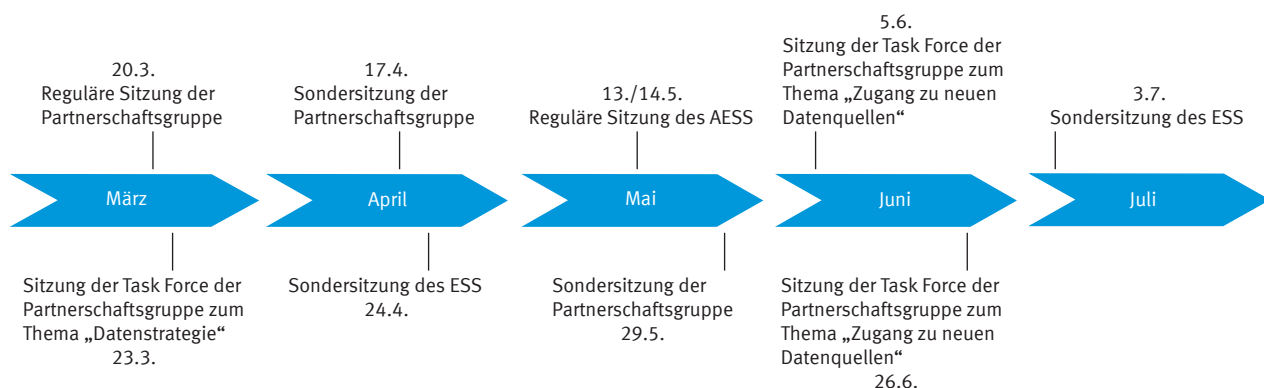 20.3.
Reguläre Sitzung der
Partnerschaftsgruppe
17.4.
Sondersitzung der
Partnerschaftsgruppe
13./14.5.
Reguläre Sitzung des AESS
5.6.
Sitzung der Task Force der
Partnerschaftsgruppe zum
Thema „Zugang zu neuen
Datenquellen“
3.7.
Sondersitzung des ESS
März
April
Mai
Juni
Juli
Sitzung der Task Force der
Partnerschaftsgruppe zum
Thema „Datenstrategie“
23.3.
Sondersitzung des ESS
24.4.
Sondersitzung der
Partnerschaftsgruppe
29.5.
Sitzung der Task Force der
Partnerschaftsgruppe zum
Thema „Zugang zu neuen
Datenquellen“
26.6.